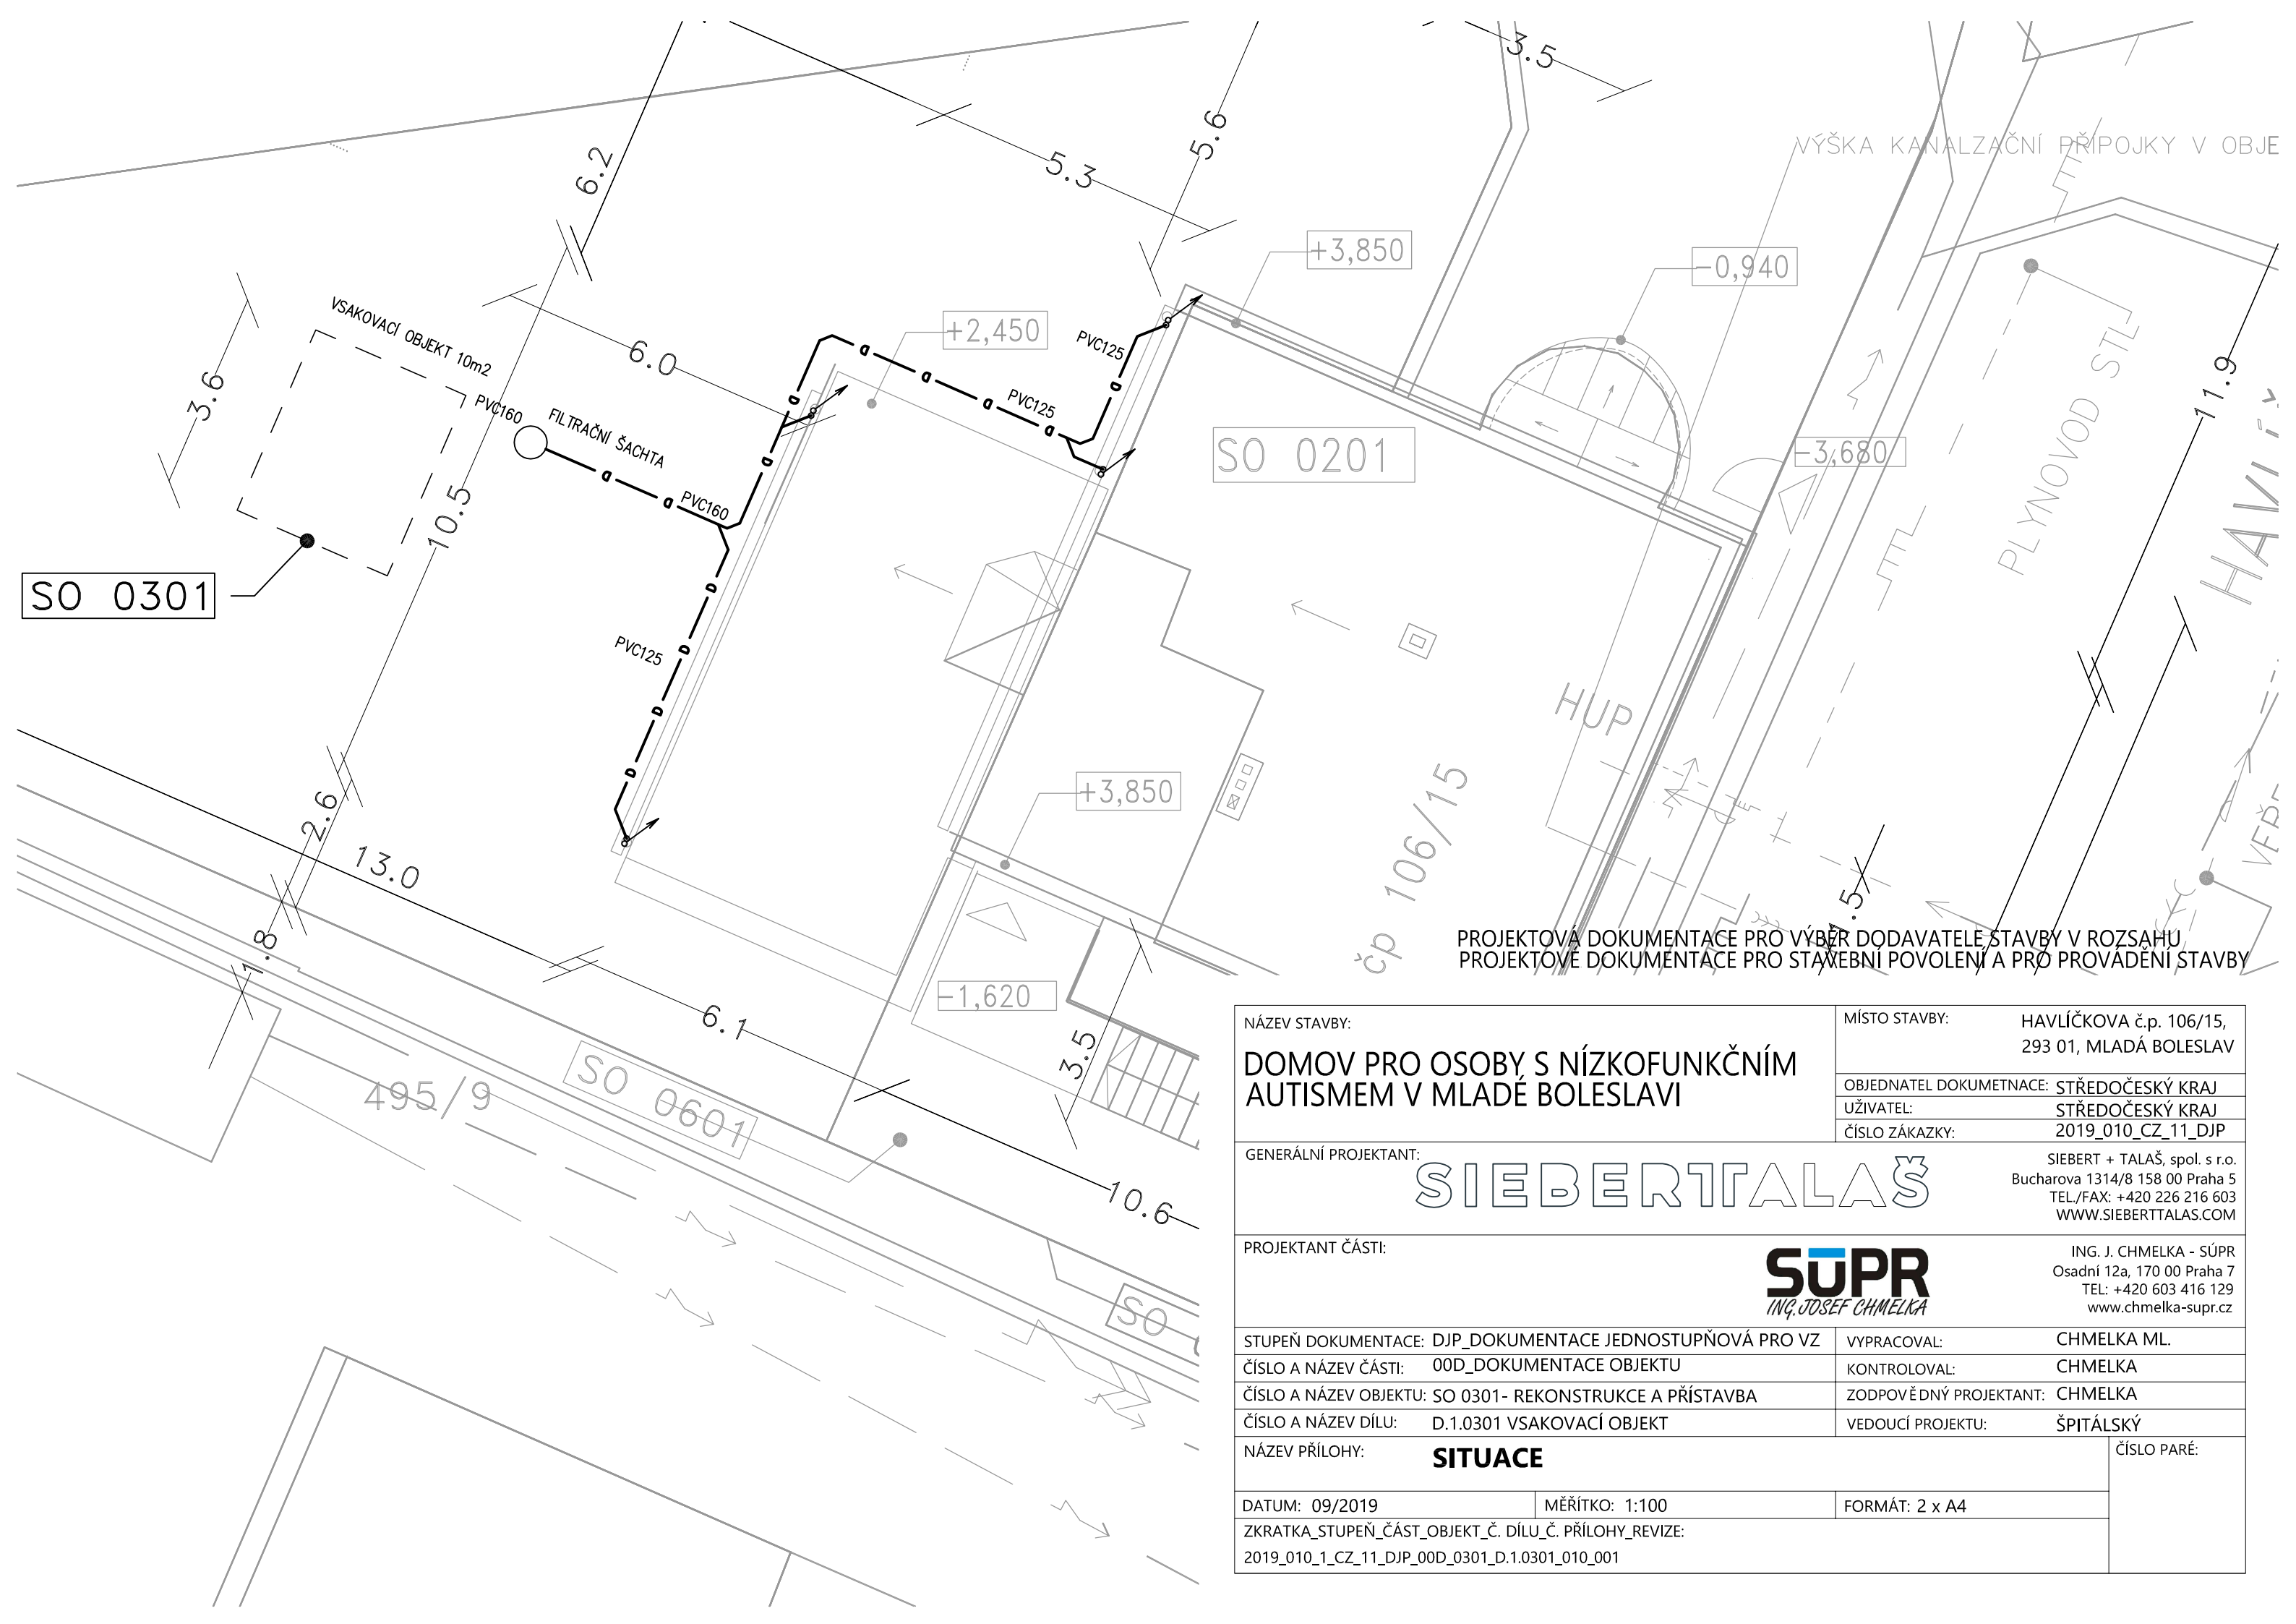 3.5
5.6
VÝŠKA KANALZAČNÍ PŘÍPOJKY V OBJE
6.2
5.3
+3,850
-0,940
VSAKOVACÍ OBJEKT 10m2
+2,450
PVC125
6.0
3.6
11.9
PLYNOVOD STL
PVC160
FILTRAČNÍ ŠACHTA
PVC125
SO 0201
-3,680
10.5
PVC160
SO 0301
PVC125
HUP
+3,850
2.6
13.0
čp 106/15
1.8
1.5
6.1
-1,620
3.5
495/9
SO 0601
10.6
SO
PROJEKTOVÁ DOKUMENTACE PRO VÝBĚR DODAVATELE STAVBY V ROZSAHU
PROJEKTOVÉ DOKUMENTACE PRO STAVEBNÍ POVOLENÍ A PRO PROVÁDĚNÍ STAVBY
NÁZEV STAVBY:
DOMOV PRO OSOBY S NÍZKOFUNKČNÍM
AUTISMEM V MLADÉ BOLESLAVI
MÍSTO STAVBY:
HAVLÍČKOVA č.p. 106/15,
293 01, MLADÁ BOLESLAV
OBJEDNATEL DOKUMETNACE: STŘEDOČESKÝ KRAJ
UŽIVATEL: STŘEDOČESKÝ KRAJ
ČÍSLO ZÁKAZKY: 2019_010_CZ_11_DJP
GENERÁLNÍ PROJEKTANT:
SIEBERTTALAŠ
SIEBERT + TALAŠ, spol. s r.o.
Bucharova 1314/8 158 00 Praha 5
TEL./FAX: +420 226 216 603
WWW.SIEBERTTALAS.COM
PROJEKTANT ČÁSTI:
SŪPR
ING. JOSEF CHMELKA
ING. J. CHMELKA - SÚPR
Osadní 12a, 170 00 Praha 7
TEL: +420 603 416 129
www.chmelka-supr.cz
STUPEŇ DOKUMENTACE: DJP_DOKUMENTACE JEDNOSTUPŇOVÁ PRO VZ
VYPRACOVAL: CHMELKA ML.
ČÍSLO A NÁZEV ČÁSTI: 00D_DOKUMENTACE OBJEKTU
KONTROLOVAL: CHMELKA
ČÍSLO A NÁZEV OBJEKTU: SO 0301- REKONSTRUKCE A PŘÍSTAVBA
ZODPOVĚDNÝ PROJEKTANT: CHMELKA
ČÍSLO A NÁZEV DÍLU: D.1.0301 VSAKOVACÍ OBJEKT
VEDOUCÍ PROJEKTU: ŠPITÁLSKÝ
NÁZEV PŘÍLOHY: SITUACE
ČÍSLO PARÉ:
DATUM: 09/2019
MĚŘÍTKO: 1:100
FORMÁT: 2 x A4
ZKRATKA_STUPEŇ_ČÁST_OBJEKT_Č. DÍLU_Č. PŘÍLOHY_REVIZE:
2019_010_1_CZ_11_DJP_00D_0301_D.1.0301_010_001